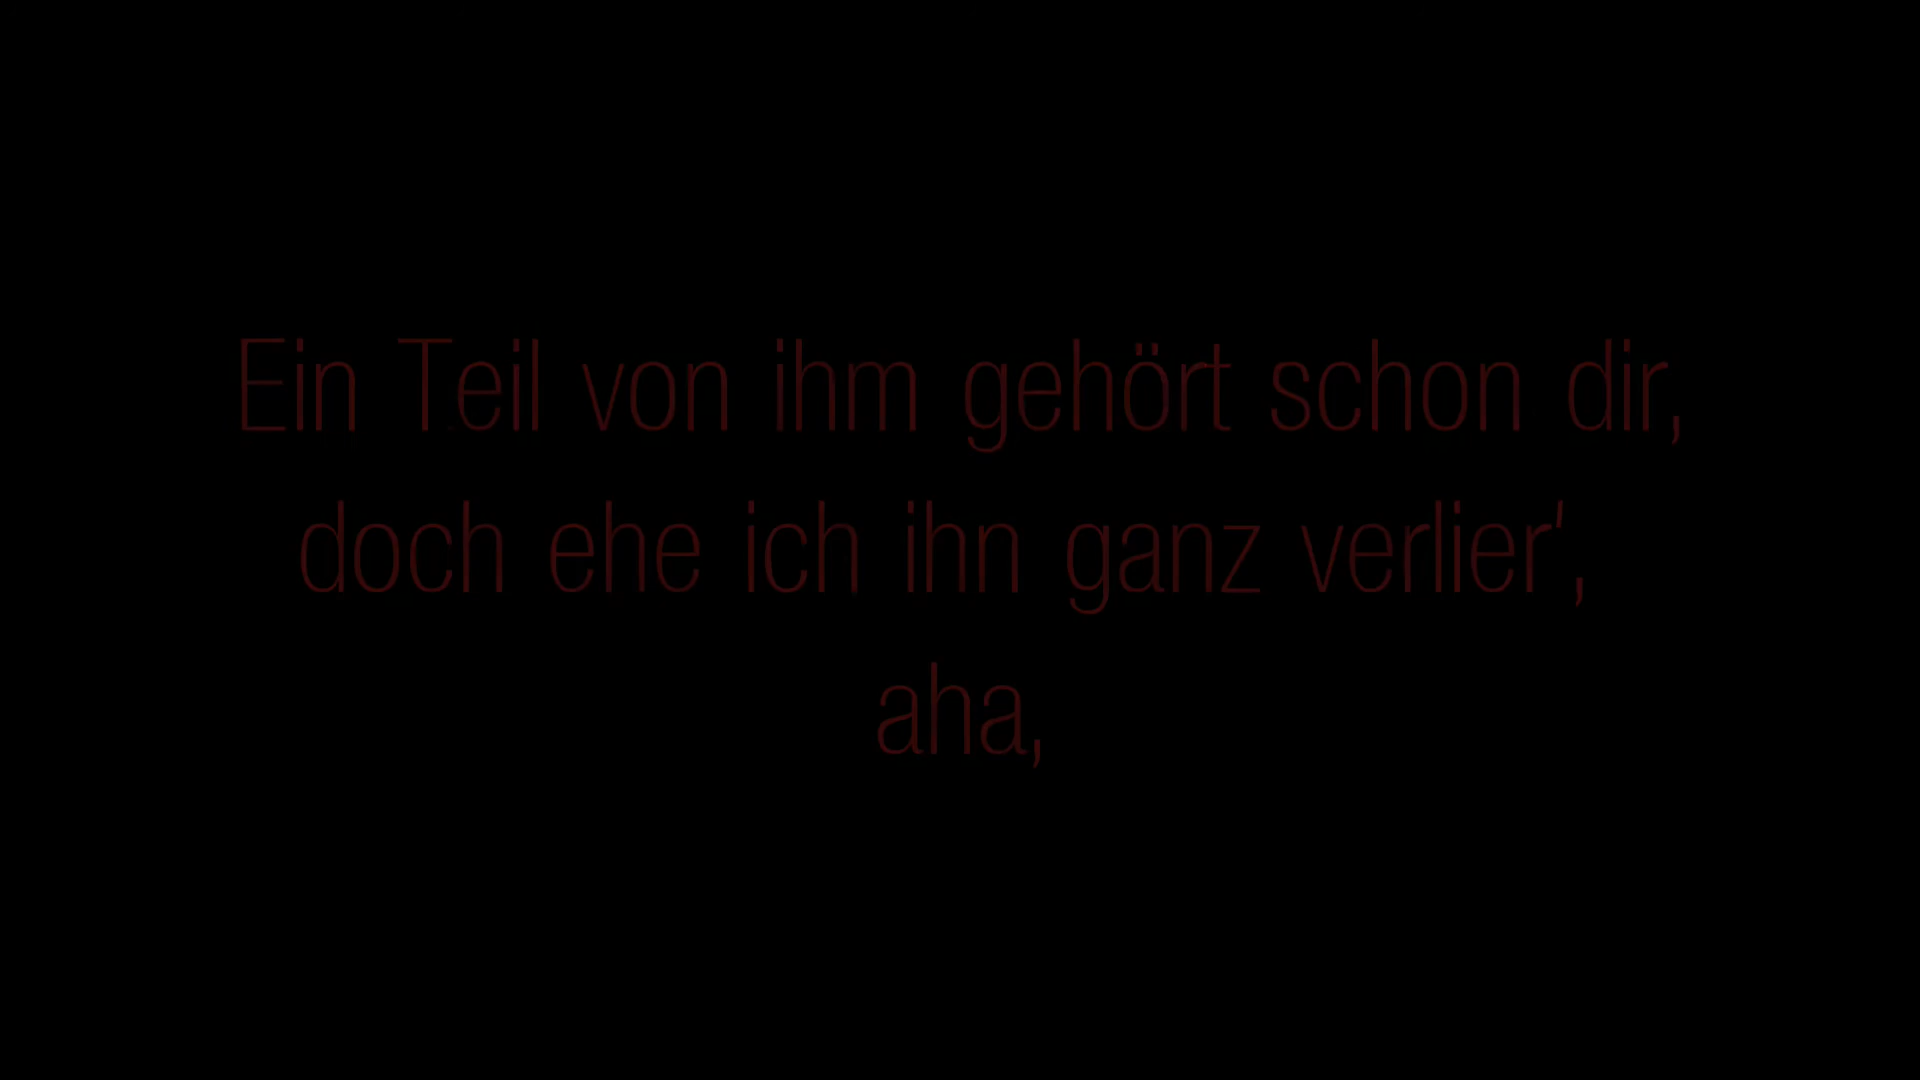 Ein Teil von ihm gehört schon dir,
doch ehe ich ihn ganz verlier',
aha,